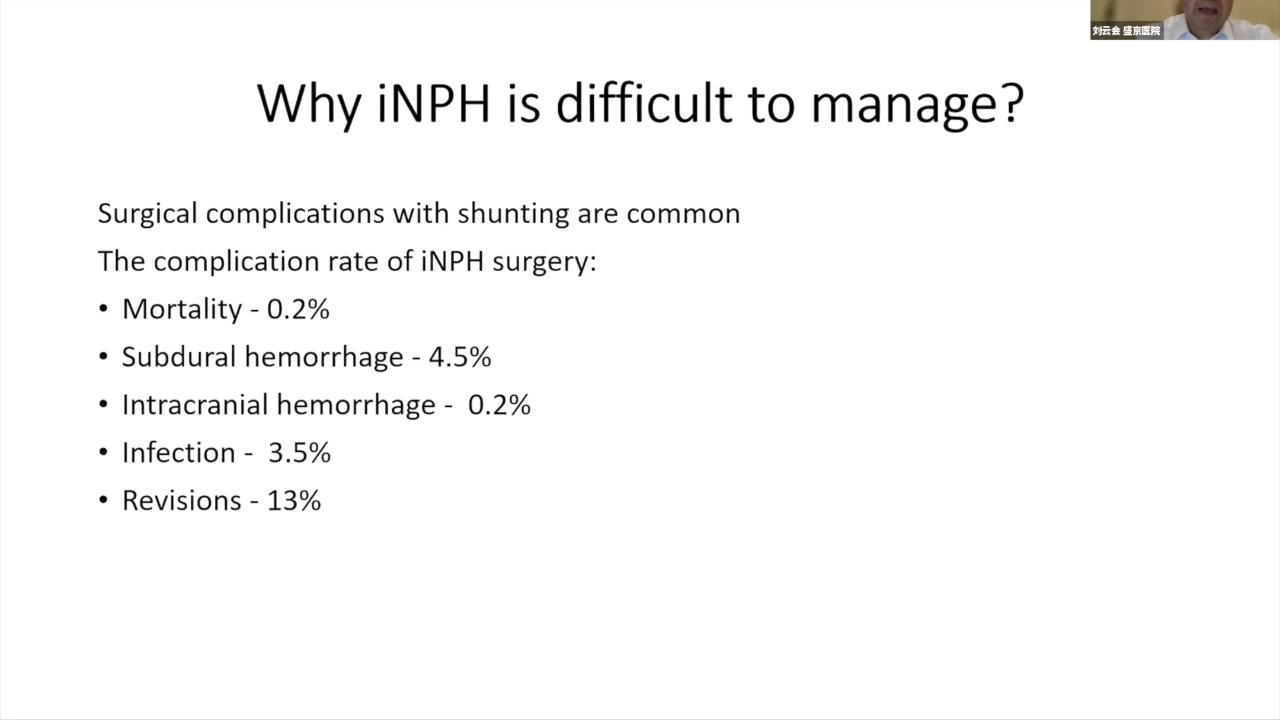 刘云会 盛京医院
Why iNPH is difficult to manage?
Surgical complications with shunting are common
The complication rate of iNPH surgery:
• Mortality - 0.2%
• Subdural hemorrhage - 4.5%
• Intracranial hemorrhage -  0.2%
• Infection -  3.5%
• Revisions - 13%